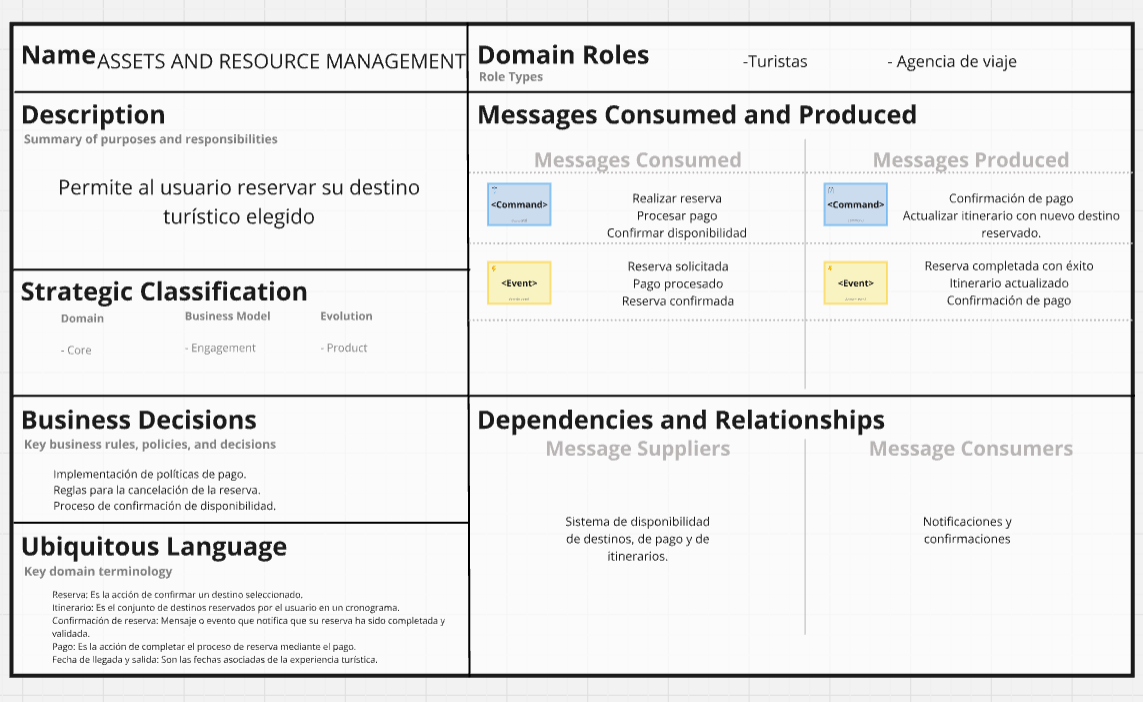 Name ASSETS AND RESOURCE MANAGEMENT
Description
Summary of purposes and responsibilities
Permite al usuario reservar su destino
turístico elegido
Strategic Classification
Domain Business Model Evolution
- Core - Engagement - Product
Business Decisions
Key business rules, policies, and decisions
Implementación de políticas de pago.
Reglas para la cancelación de la reserva.
Proceso de confirmación de disponibilidad.
Ubiquitous Language
Key domain terminology
Reserva: Es la acción de confirmar un destino seleccionado.
Itinerario: Es el conjunto de destinos reservados por el usuario en un cronograma.
Confirmación de reserva: Mensaje o evento que notifica que su reserva ha sido completada y
validada.
Pago: Es la acción de completar el proceso de reserva mediante el pago.
Fecha de llegada y salida: Son las fechas asociadas de la experiencia turística.
Domain Roles
Role Types
-Turistas - Agencia de viaje
Messages Consumed and Produced
Messages Consumed
<Command>
Realizar reserva
Procesar pago
Confirmar disponibilidad
<Event>
Reserva solicitada
Pago procesado
Reserva confirmada
Messages Produced
<Command>
Confirmación de pago
Actualizar itinerario con nuevo destino
reservado.
<Event>
Reserva completada con éxito
Itinerario actualizado
Confirmación de pago
Dependencies and Relationships
Message Suppliers
Sistema de disponibilidad
de destinos, de pago y de
itinerarios.
Message Consumers
Notificaciones y
confirmaciones